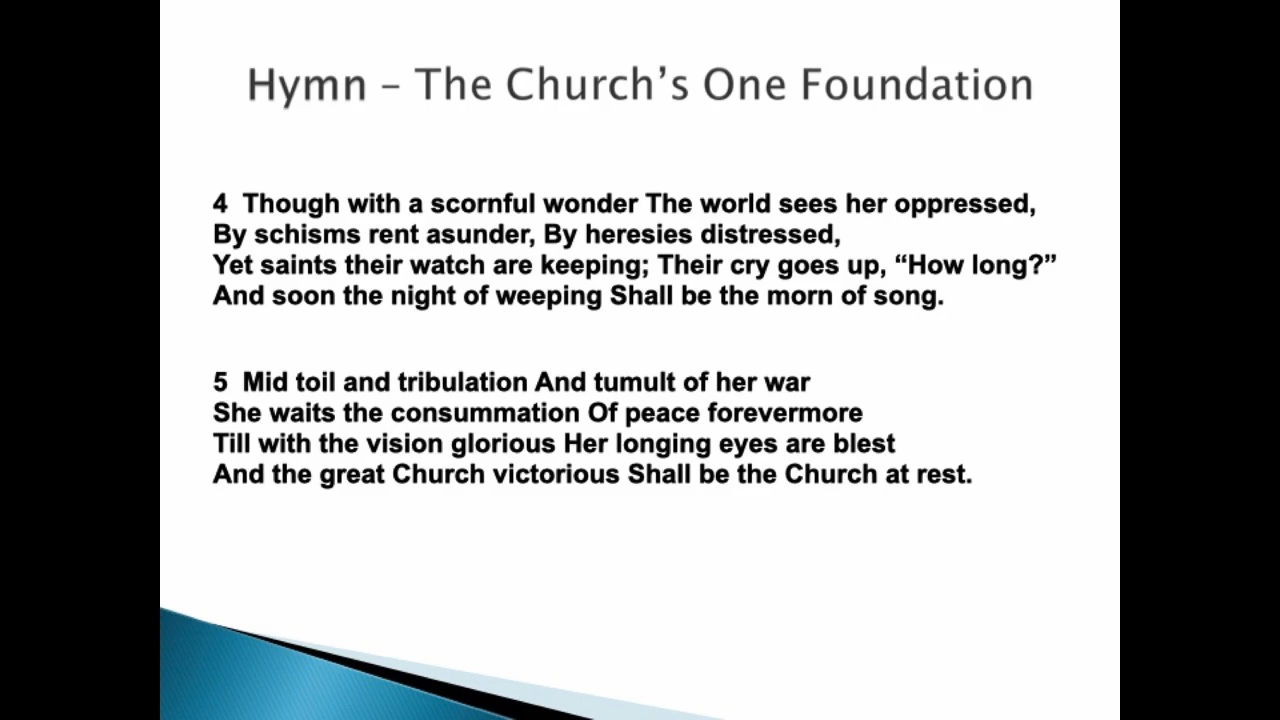 Hymn – The Church’s One Foundation
4  Though with a scornful wonder The world sees her oppressed,
By schisms rent asunder, By heresies distressed,
Yet saints their watch are keeping; Their cry goes up, “How long?”
And soon the night of weeping Shall be the morn of song.
5  Mid toil and tribulation And tumult of her war
She waits the consummation Of peace forevermore
Till with the vision glorious Her longing eyes are blest
And the great Church victorious Shall be the Church at rest.